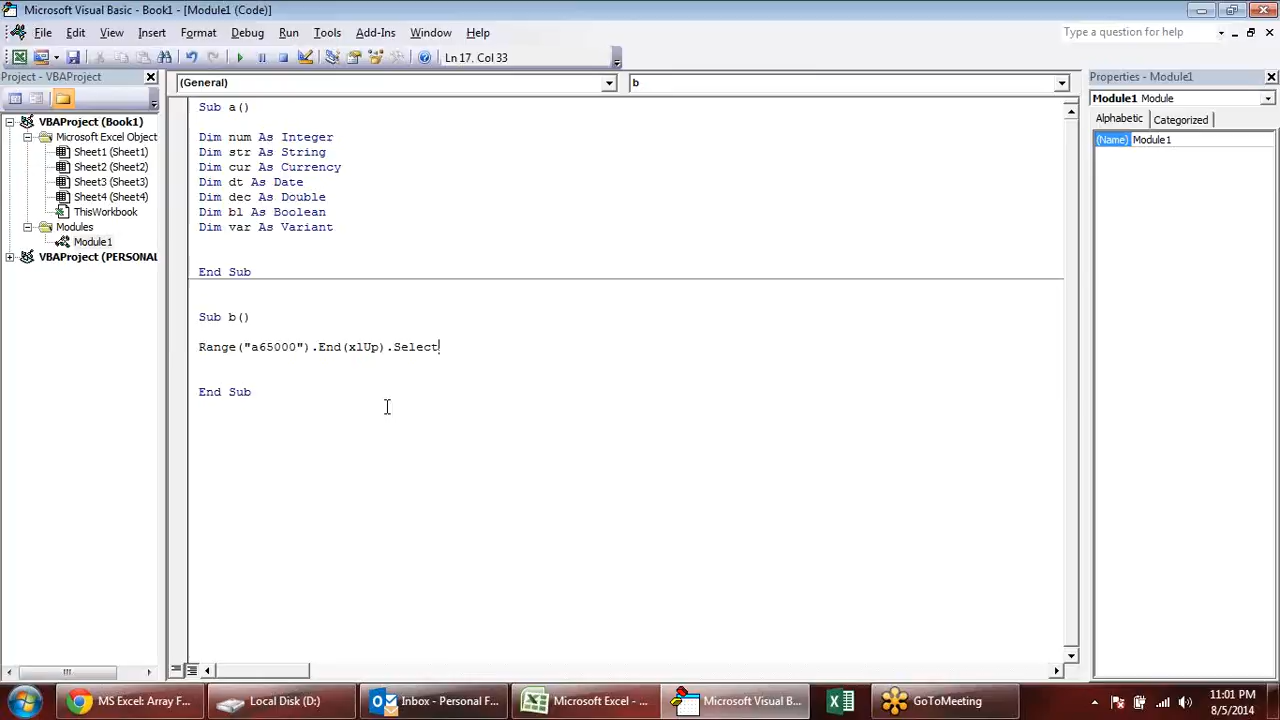 Microsoft Visual Basic - Book1 - [Module1 (Code)]
File Edit View Insert Format Debug Run Tools Add-Ins Window Help
Type a question for help
Ln 17, Col 33
Project - VBAProject
(General)
b
Properties - Module1
Module1 Module
Alphabetic Categorized
(Name) Module1
VBAProject (Book1)
Microsoft Excel Object
Sheet1 (Sheet1)
Sheet2 (Sheet2)
Sheet3 (Sheet3)
Sheet4 (Sheet4)
ThisWorkbook
Modules
Module1
VBAProject (PERSONAL
Sub a()
Dim num As Integer
Dim str As String
Dim cur As Currency
Dim dt As Date
Dim dec As Double
Dim bl As Boolean
Dim var As Variant
End Sub
Sub b()
Range("a65000").End(xlUp).Select
End Sub
MS Excel: Array F...
Local Disk (D:)
Inbox - Personal F...
Microsoft Excel - ...
Microsoft Visual B...
GoToMeeting
11:01 PM
8/5/2014